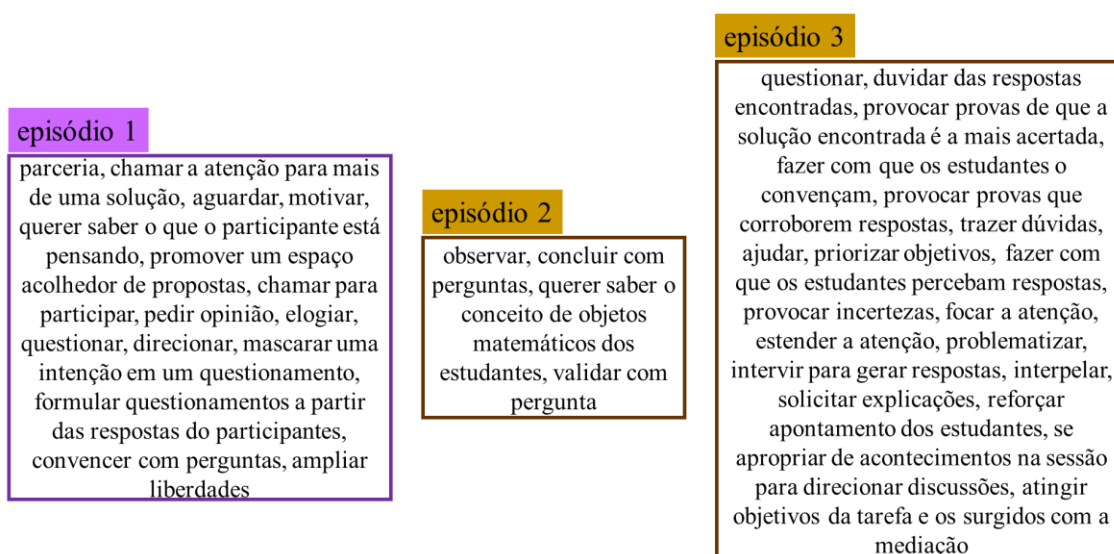 episódio 1
parceria, chamar a atenção para mais
de uma solução, aguardar, motivar,
querer saber o que o participante está
pensando, promover um espaço
acolhedor de propostas, chamar para
participar, pedir opinião, elogiar,
questionar, direcionar, mascarar uma
intenção em um questionamento,
formular questionamentos a partir
das respostas do participantes,
convencer com perguntas, ampliar
liberdades
episódio 2
observar, concluir com
perguntas, querer saber o
conceito de objetos
matemáticos dos
estudantes, validar com
pergunta
episódio 3
questionar, duvidar das respostas
encontradas, provocar provas de que a
solução encontrada é a mais acertada,
fazer com que os estudantes o
convençam, provocar provas que
corroborem respostas, trazer dúvidas,
ajudar, priorizar objetivos, fazer com
que os estudantes percebam respostas,
provocar incertezas, focar a atenção,
estender a atenção, problematizar,
intervir para gerar respostas, interpelar,
solicitar explicações, reforçar
apontamento dos estudantes, se
apropriar de acontecimentos na sessão
para direcionar discussões, atingir
objetivos da tarefa e os surgidos com a
mediação